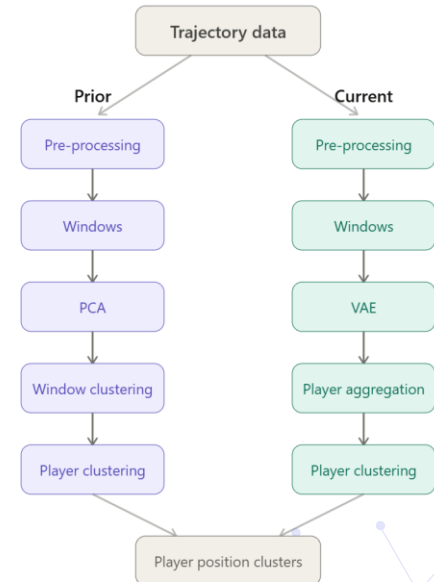 Trajectory data
Prior
Current
Pre-processing
Pre-processing
Windows
Windows
PCA
VAE
Window clustering
Player aggregation
Player clustering
Player clustering
Player position clusters